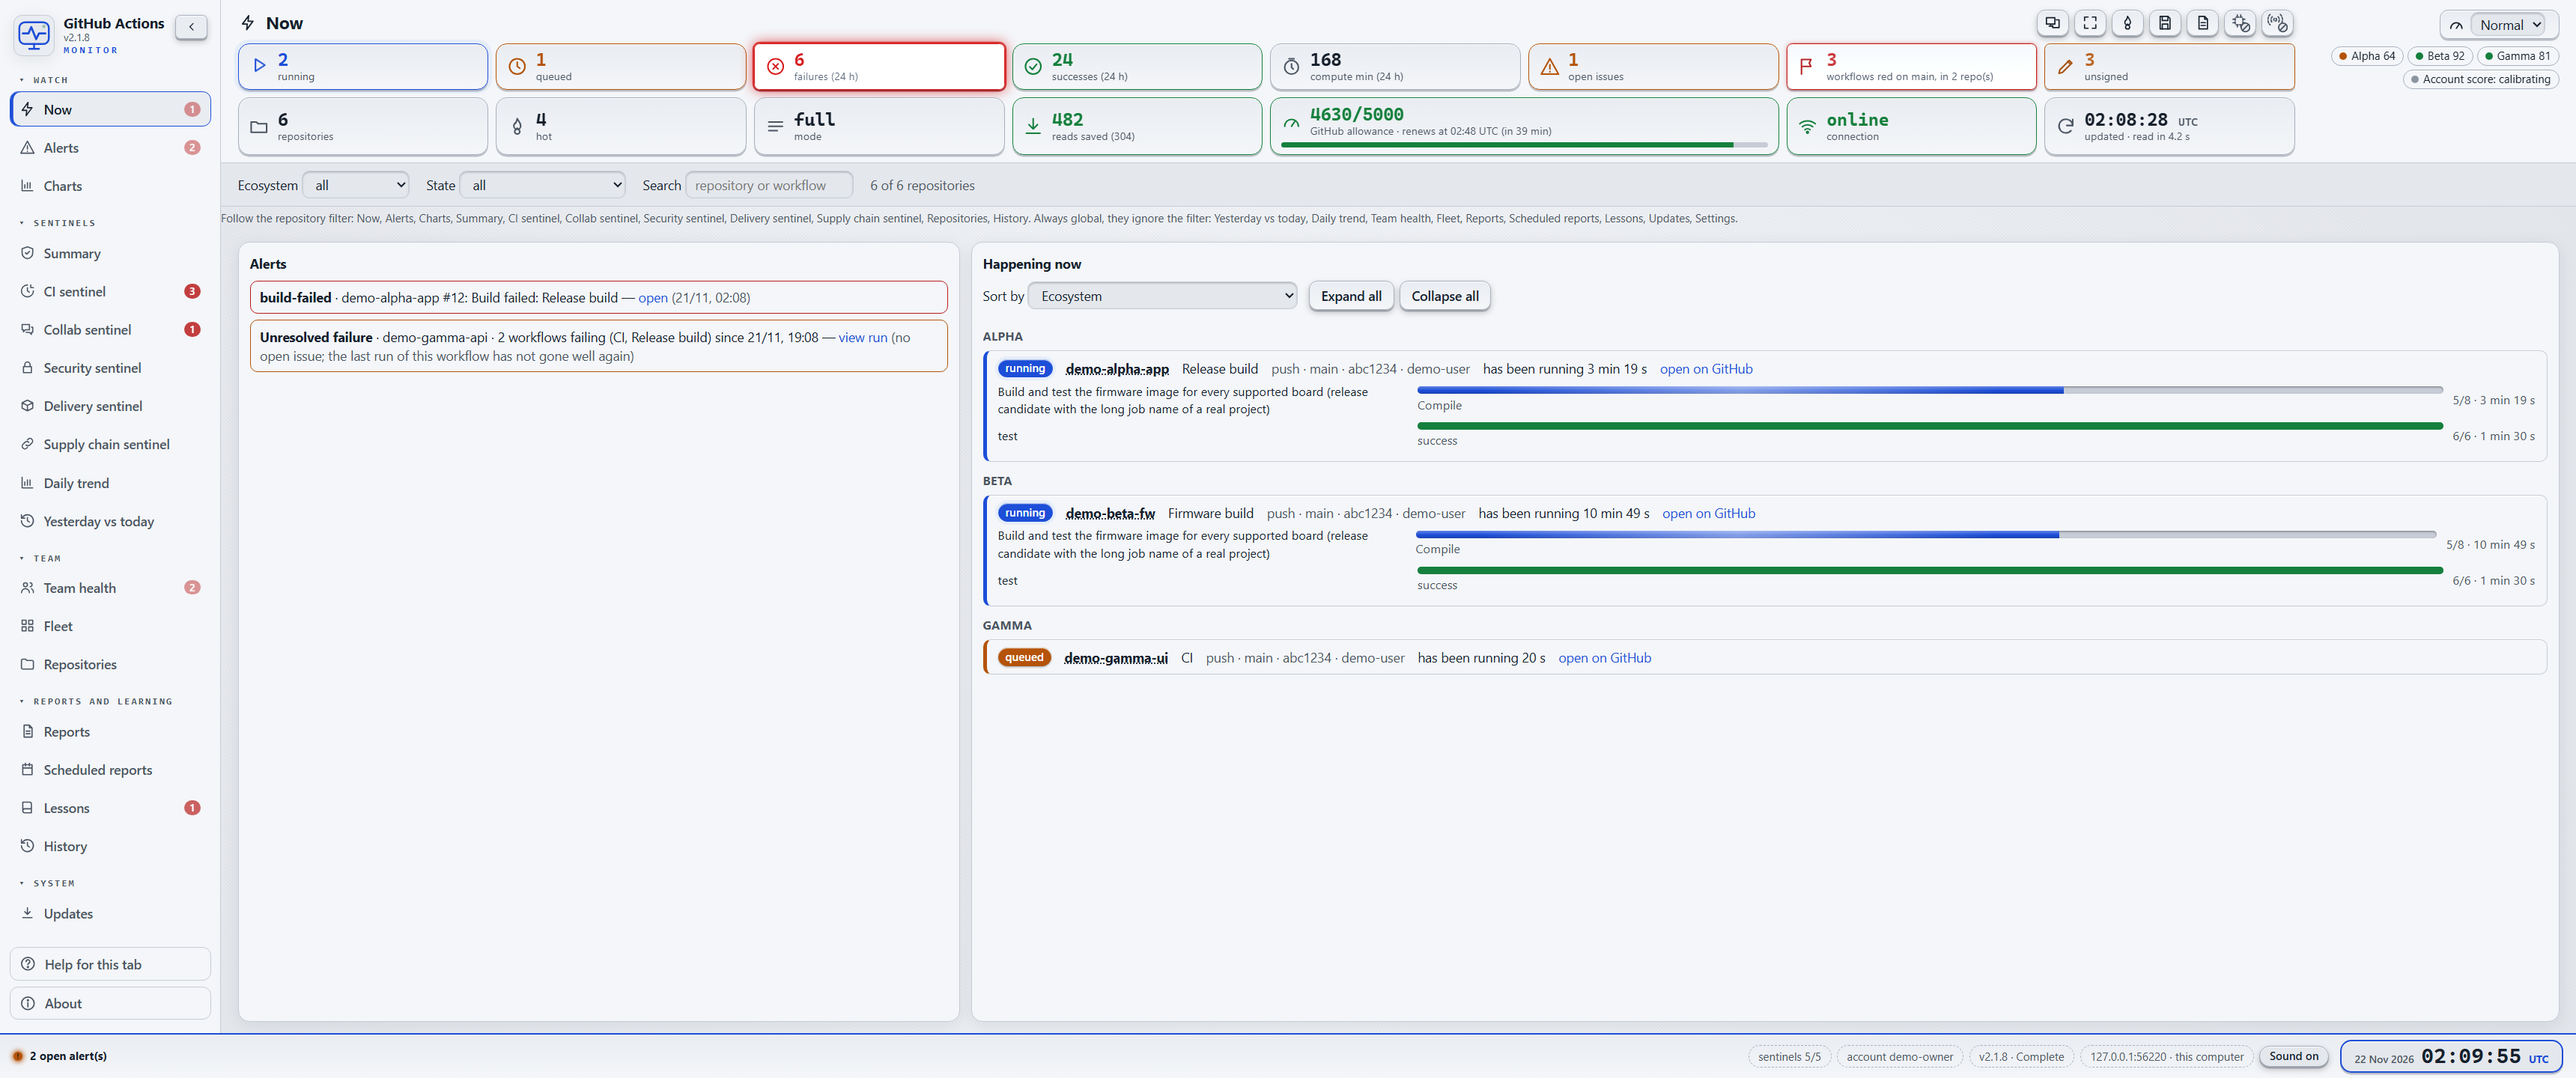 GitHub Actions
v2.1.8
MONITOR
WATCH
Now 1
Alerts 2
Charts
SENTINELS
Summary
CI sentinel 3
Collab sentinel 1
Security sentinel
Delivery sentinel
Supply chain sentinel
Daily trend
Yesterday vs today
TEAM
Team health 2
Fleet
Repositories
REPORTS AND LEARNING
Reports
Scheduled reports
Lessons 1
History
SYSTEM
Updates
Help for this tab
About
Now
Normal
2
running
1
queued
6
failures (24 h)
24
successes (24 h)
168
compute min (24 h)
1
open issues
3
workflows red on main, in 2 repo(s)
3
unsigned
Alpha 64 Beta 92 Gamma 81
Account score: calibrating
6
repositories
4
hot
full
mode
482
reads saved (304)
4630/5000
GitHub allowance · renews at 02:48 UTC (in 39 min)
online
connection
02:08:28 UTC
updated · read in 4.2 s
Ecosystem all State all Search repository or workflow 6 of 6 repositories
Follow the repository filter: Now, Alerts, Charts, Summary, CI sentinel, Collab sentinel, Security sentinel, Delivery sentinel, Supply chain sentinel, Repositories, History. Always global, they ignore the filter: Yesterday vs today, Daily trend, Team health, Fleet, Reports, Scheduled reports, Lessons, Updates, Settings.
Alerts
build-failed · demo-alpha-app #12: Build failed: Release build — open (21/11, 02:08)
Unresolved failure · demo-gamma-api · 2 workflows failing (CI, Release build) since 21/11, 19:08 — view run (no
open issue; the last run of this workflow has not gone well again)
Happening now
Sort by Ecosystem Expand all Collapse all
ALPHA
running demo-alpha-app Release build push · main · abc1234 · demo-user has been running 3 min 19 s open on GitHub
Build and test the firmware image for every supported board (release
candidate with the long job name of a real project)
Compile
5/8 · 3 min 19 s
test
success
6/6 · 1 min 30 s
BETA
running demo-beta-fw Firmware build push · main · abc1234 · demo-user has been running 10 min 49 s open on GitHub
Build and test the firmware image for every supported board (release
candidate with the long job name of a real project)
Compile
5/8 · 10 min 49 s
test
success
6/6 · 1 min 30 s
GAMMA
queued demo-gamma-ui CI push · main · abc1234 · demo-user has been running 20 s open on GitHub
2 open alert(s)
sentinels 5/5
account demo-owner
v2.1.8 · Complete
127.0.0.1:56220 · this computer
Sound on
22 Nov 2026 02:09:55 UTC